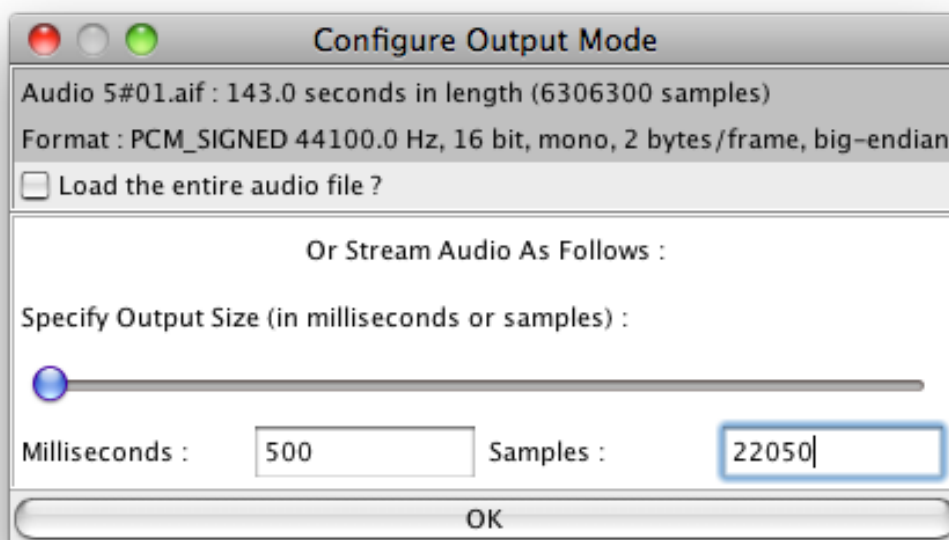 Configure Output Mode
Audio 5#01.aif : 143.0 seconds in length (6306300 samples)
Format : PCM_SIGNED 44100.0 Hz, 16 bit, mono, 2 bytes/frame, big-endian
Load the entire audio file ?
Or Stream Audio As Follows :
Specify Output Size (in milliseconds or samples) :
Milliseconds : 500 Samples : 22050
OK